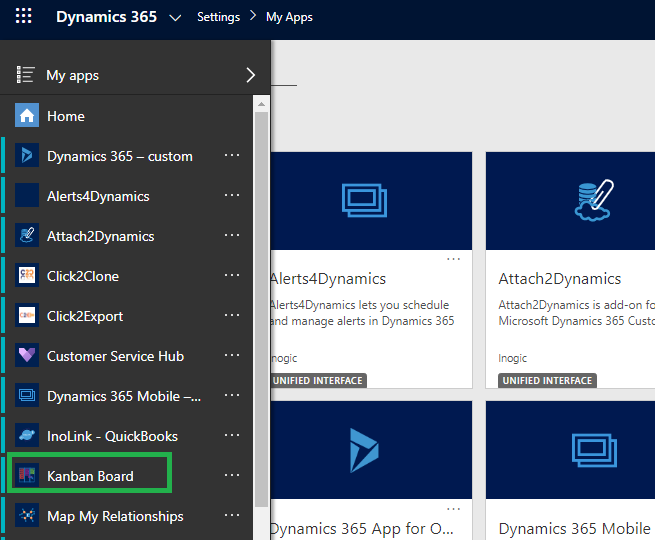 Dynamics 365
Settings > My Apps
My apps
Home
Dynamics 365 – custom ...
Alerts4Dynamics ...
Attach2Dynamics ...
Click2Clone ...
Click2Export ...
Customer Service Hub ...
Dynamics 365 Mobile –... ...
InoLink - QuickBooks ...
Kanban Board ...
Map My Relationships ...
...
Alerts4Dynamics
Alerts4Dynamics lets you schedule
and manage alerts in Dynamics 365
Inogic
UNIFIED INTERFACE
Attach2Dynamics
Attach2Dynamics is add-on fo
Microsoft Dynamics 365 Custo
Inogic
UNIFIED INTERFACE
...
Dynamics 365 App for O...
Dynamics 365 Mobile